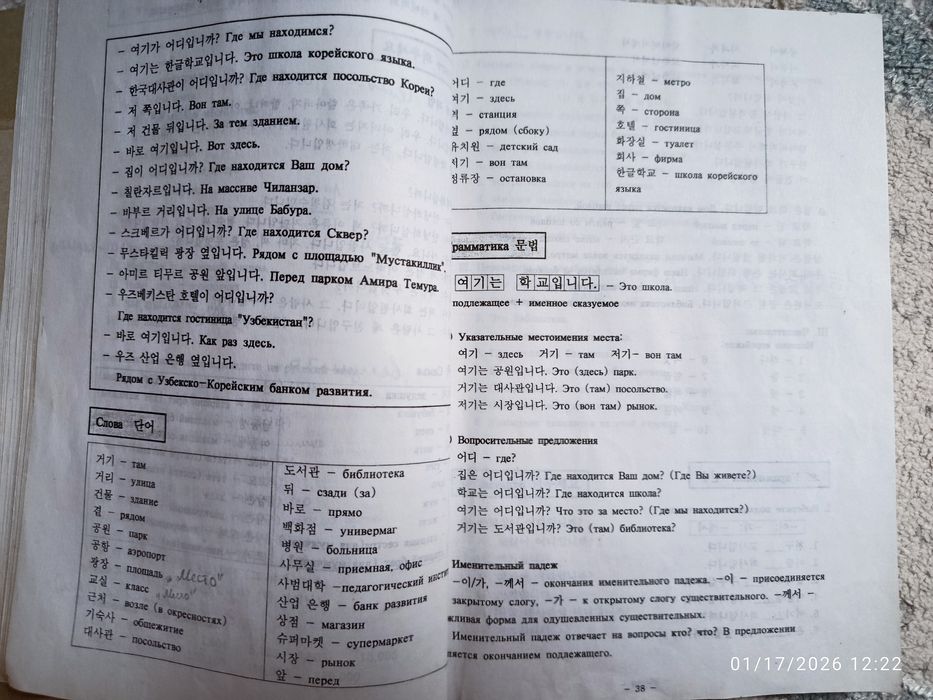 - 여기가 어디입니까? Где мы находимся?
- 여기는 한글학교입니다. Это школа корейского языка.
- 한국대사관이 어디입니까? Где находится посольство Кореи?
- 저 쪽입니다. Вон там.
- 저 건물 뒤입니다. За тем зданием.
- 바로 여기입니다. Вот здесь.
- 집이 어디입니까? Где находится Ваш дом?
- 칠란자르입니다. На массиве Чиланзар.
- 바부르 거리입니다. На улице Бабура.
- 스크베르가 어디입니까? Где находится Сквер?
- 무스타킬릭 광장 옆입니다. Рядом с площадью "Мустакиллик".
- 아미르 티무르 공원 앞입니다. Перед парком Амира Темура.
- 우즈베키스탄 호텔이 어디입니까?
Где находится гостиница "Узбекистан"?
- 바로 여기입니다. Как раз здесь.
- 우즈 산업 은행 옆입니다.
Рядом с Узбекско-Корейским банком развития.
Слова 단어
거기 - там
거리 - улица
건물 - здание
곁 - рядом
공원 - парк
공항 - аэропорт
광장 - площадь „Место"
교실 - класс
근처 - возле (в окрестностях)
기숙사 - общежитие
대사관 - посольство
도서관 - библиотека
뒤 - сзади (за)
바로 - прямо
백화점 - универмаг
병원 - больница
사무실 - приемная, офис
사범대학 - педагогический инсти
산업 은행 - банк развития
상점 - магазин
슈퍼마켓 - супермаркет
시장 - рынок
앞 - перед
어디 - где
여기 - здесь
역 - станция
옆 - рядом (сбоку)
유치원 - детский сад
저기 - вон там
정류장 - остановка
지하철 - метро
집 - дом
쪽 - сторона
호텔 - гостиница
화장실 - туалет
회사 - фирма
한글학교 - школа корейского
языка
рамматика 문법
여기는 학교입니다. - Это школа.
подлежащее + именное сказуемое
) Указательные местоимения места:
여기 - здесь 거기 - там 저기- вон там
여기는 공원입니다. Это (здесь) парк.
거기는 대사관입니다. Это (там) посольство.
저기는 시장입니다. Это (вон там) рынок.
) Вопросительные предложения
어디 - где?
집은 어디입니까? Где находится Ваш дом? (Где Вы живете?)
학교는 어디입니까? Где находится школа?
여기는 어디입니까? Что это за место? (Где мы находимся?)
거기는 도서관입니까? Это (там) библиотека?
Именительный падеж
-이/가, -께서 - окончания именительного падежа. -이 - присоединяется
закрытому слогу, -가 - к открытому слогу существительного. -께서 -
жливая форма для одушевленных существительных.
Именительный падеж отвечает на вопросы кто? что? В предложении
ляется окончанием подлежащего.
- 38 -
01/17/2026 12:22